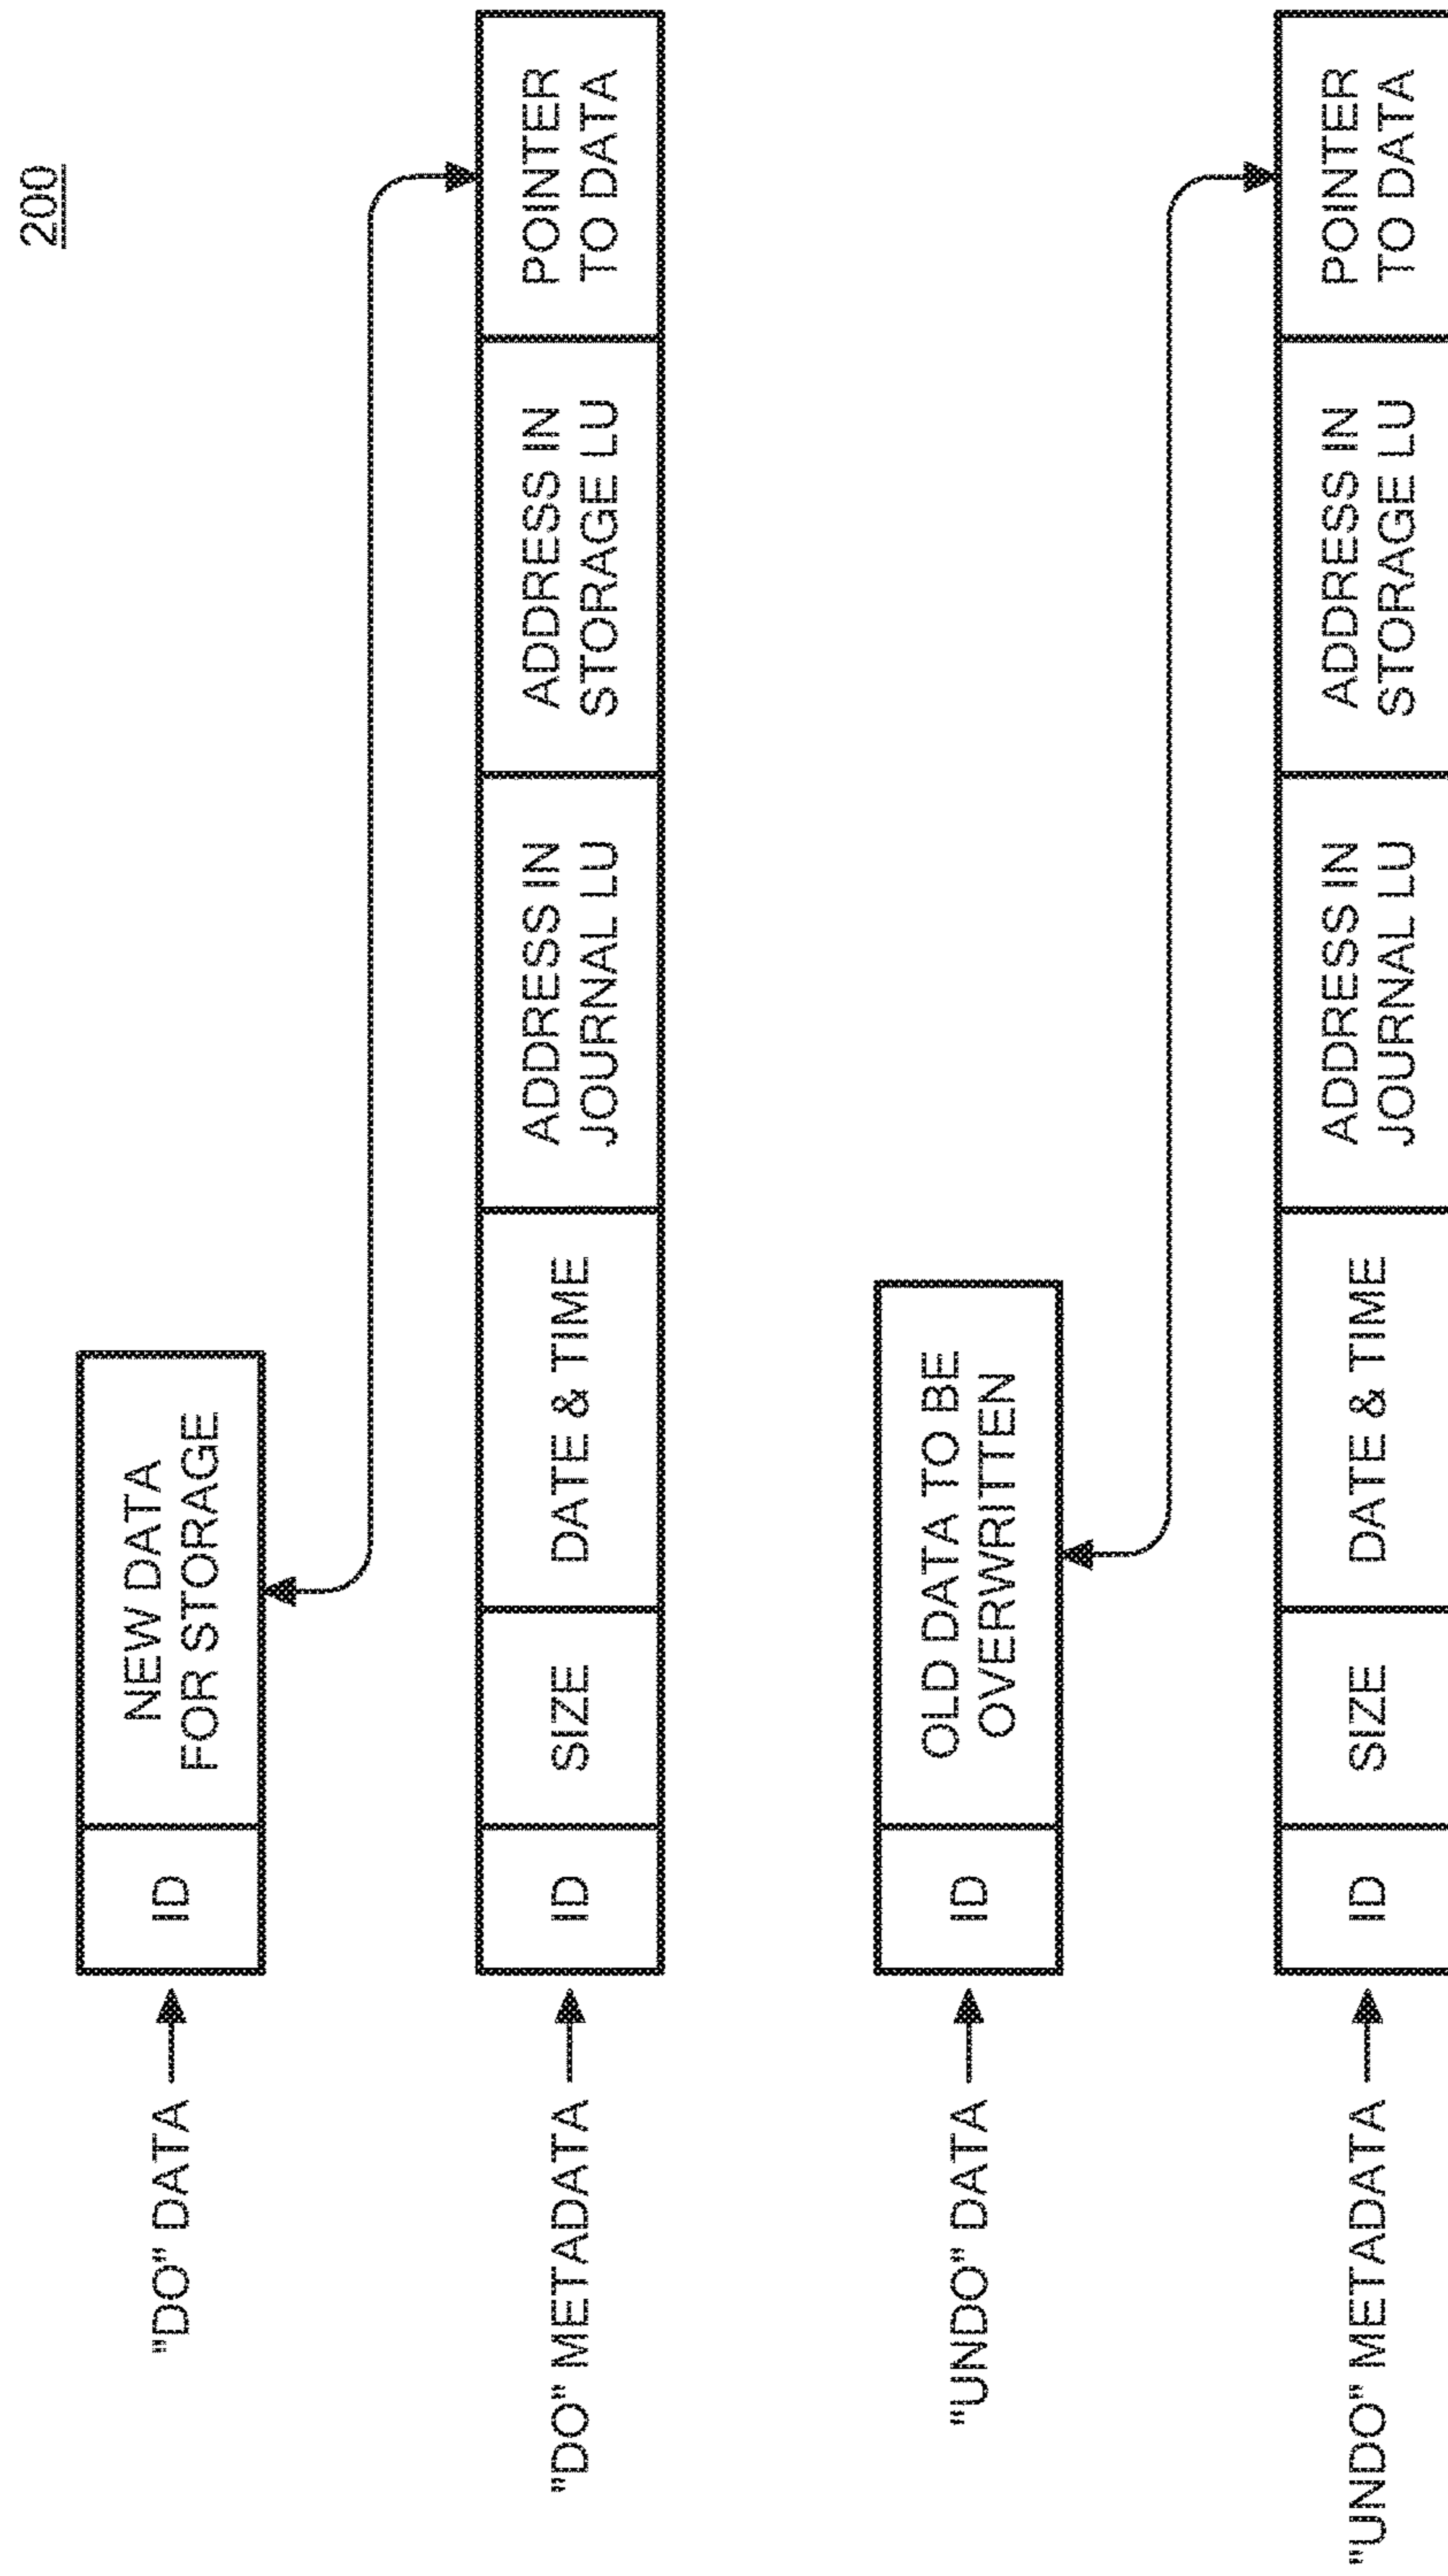 200
"DO" DATA
ID
NEW DATA
FOR STORAGE
"DO" METADATA
ID
SIZE
DATE & TIME
ADDRESS IN
JOURNAL LU
ADDRESS IN
STORAGE LU
POINTER
TO DATA
"UNDO" DATA
ID
OLD DATA TO BE
OVERWRITTEN
"UNDO" METADATA
ID
SIZE
DATE & TIME
ADDRESS IN
JOURNAL LU
ADDRESS IN
STORAGE LU
POINTER
TO DATA